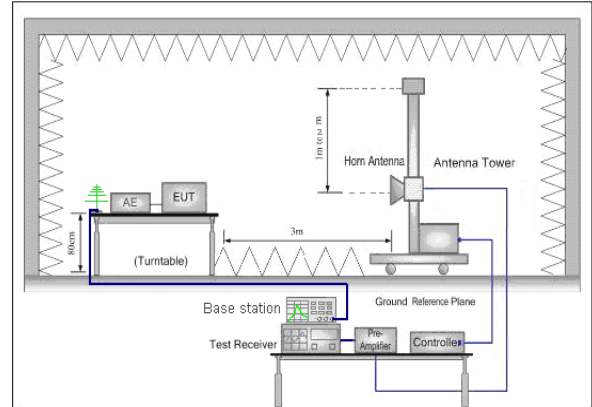 1m to 4 m
Horn Antenna
Antenna Tower
AE
EUT
80cm
(Turntable)
3m
Ground Reference Plane
Base station
Test Receiver
Pre-
Amplifier
Controller